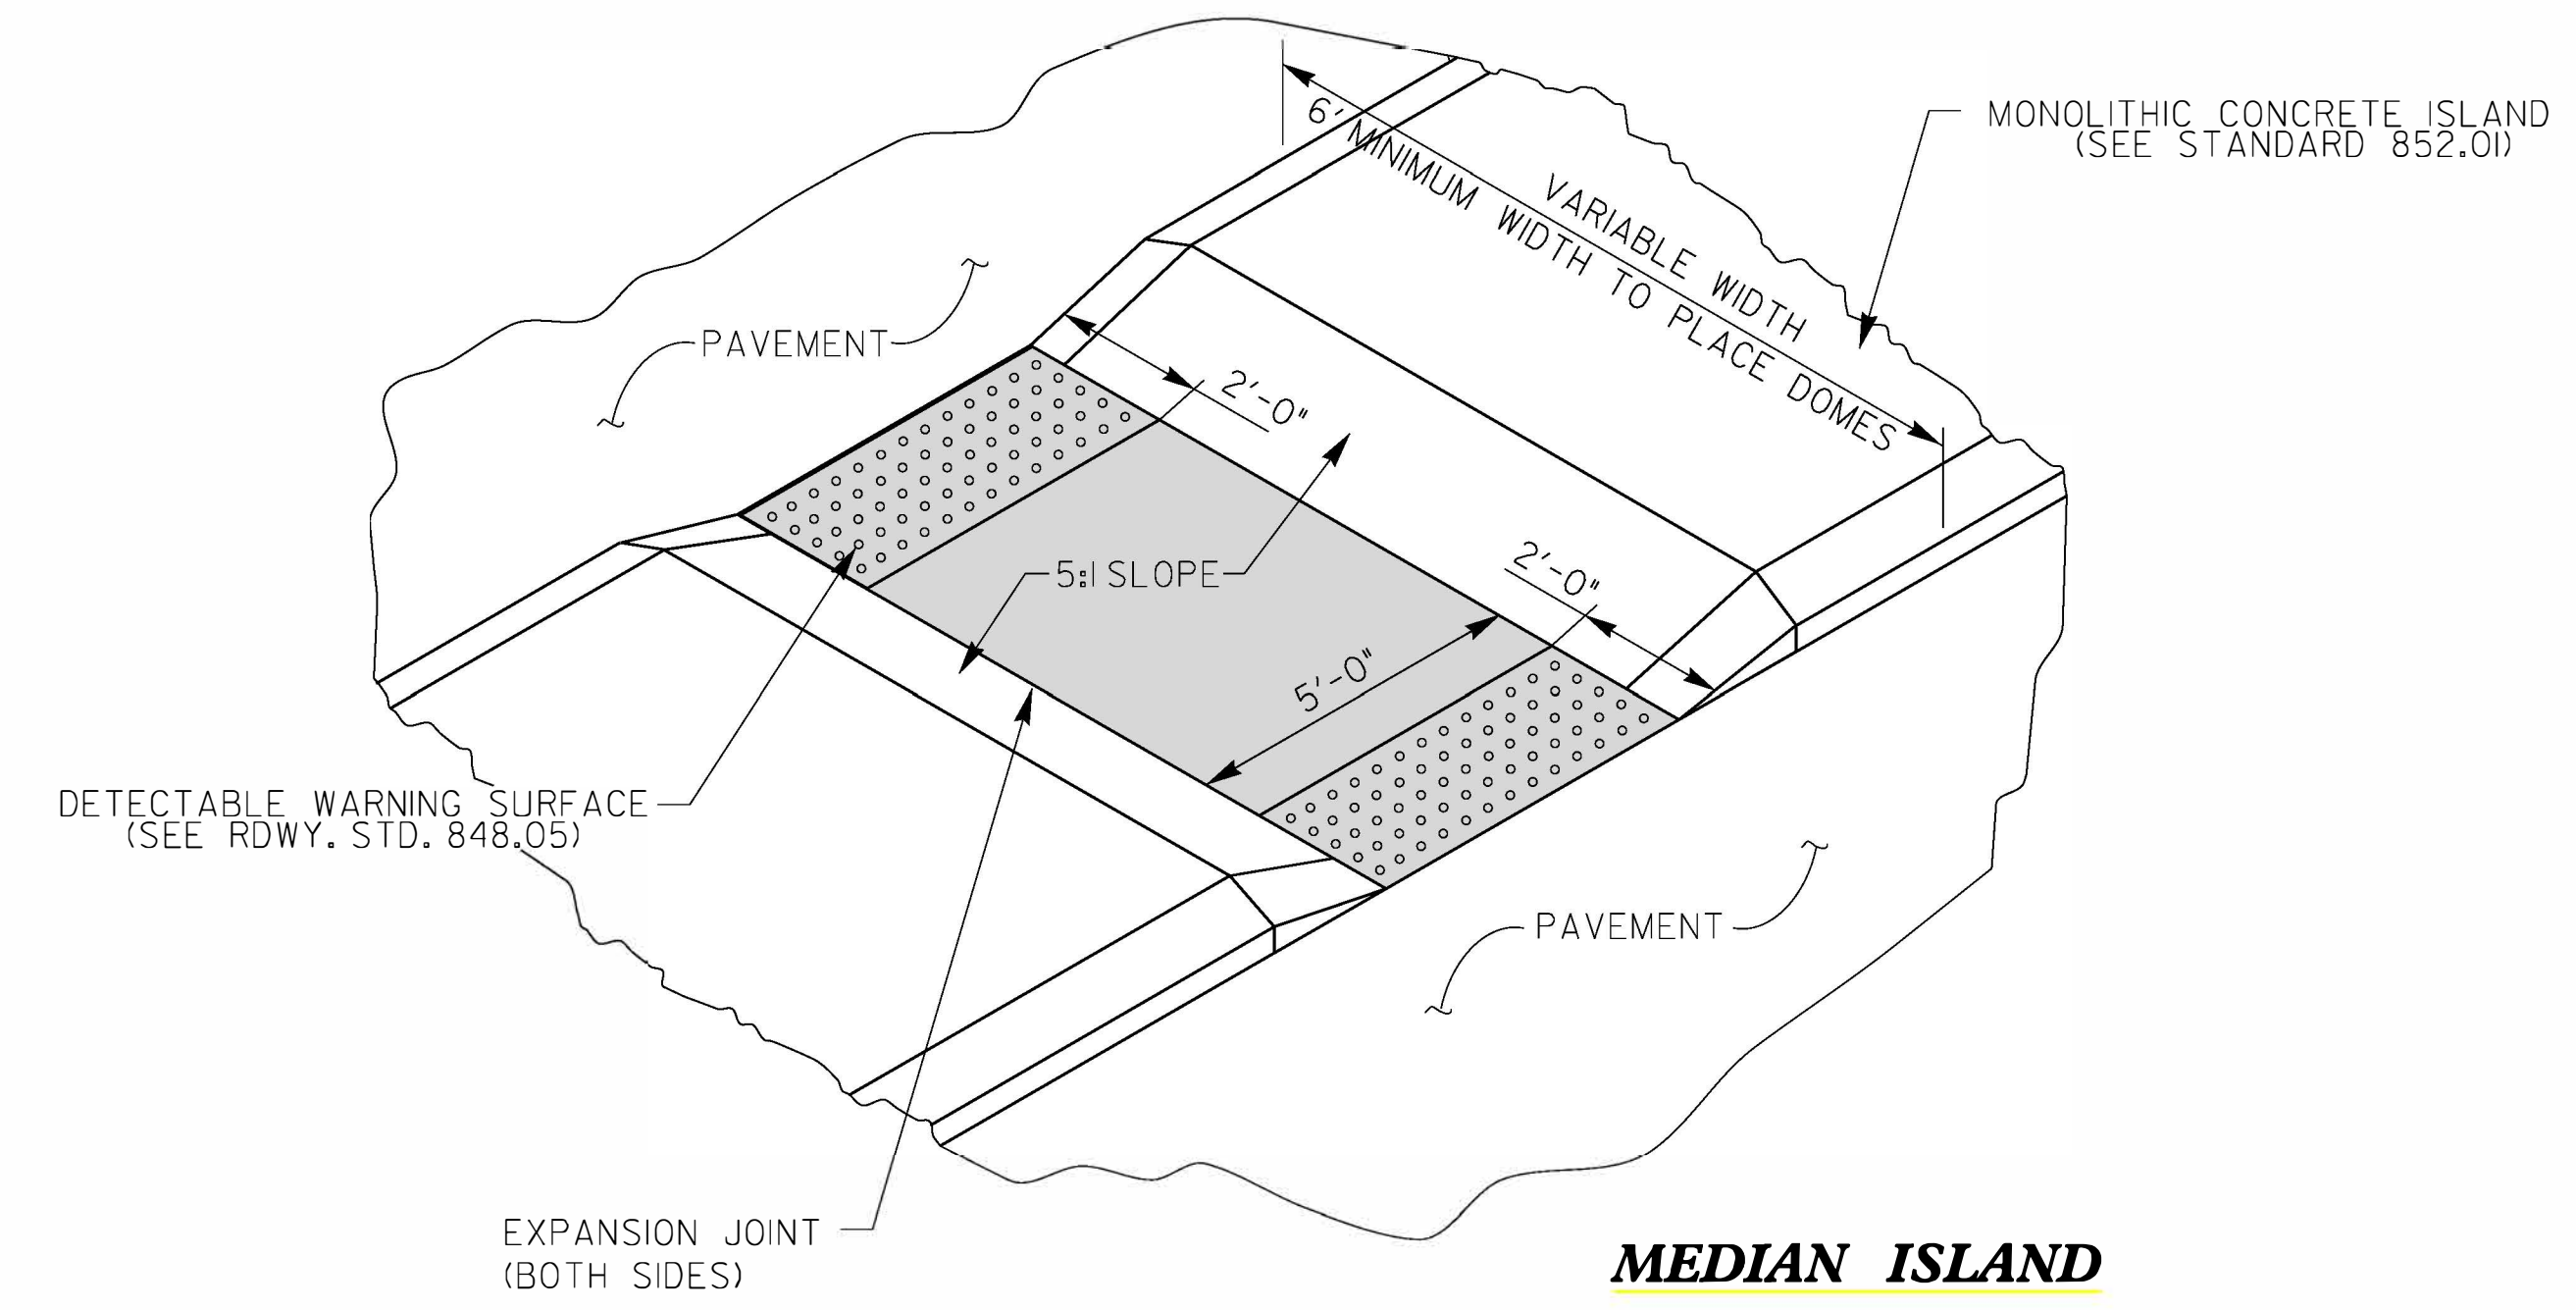 MONOLITHIC CONCRETE ISLAND
(SEE STANDARD 852.01)
VARIABLE WIDTH
6' MINIMUM WIDTH TO PLACE DOMES
PAVEMENT
2'-0"
5:1 SLOPE
2'-0"
5'-0"
DETECTABLE WARNING SURFACE
(SEE RDWY. STD. 848.05)
PAVEMENT
EXPANSION JOINT
(BOTH SIDES)
MEDIAN ISLAND